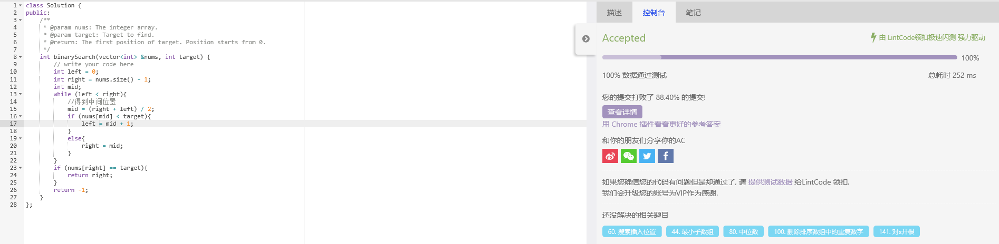 1 class Solution {
2 public:
3     /**
4      * @param nums: The integer array.
5      * @param target: Target to find.
6      * @return: The first position of target. Position starts from 0.
7      */
8     int binarySearch(vector<int> &nums, int target) {
9         // write your code here
10         int left = 0;
11         int right = nums.size() - 1;
12         int mid;
13         while (left < right){
14             //得到中间位置
15             mid = (right + left) / 2;
16             if (nums[mid] < target){
17                 left = mid + 1;
18             }
19             else{
20                 right = mid;
21             }
22         }
23         if (nums[right] == target){
24             return right;
25         }
26         return -1;
27     }
28 };
描述 控制台 笔记
Accepted 由 LintCode领扣极速闪测 强力驱动
100%
100% 数据通过测试 总耗时 252 ms
您的提交打败了 88.40% 的提交!
查看详情
用 Chrome 插件看看更好的参考答案
和你的朋友们分享你的AC
如果您确信您的代码有问题但是却通过了, 请 提供测试数据 给LintCode 领扣.
我们会升级您的账号为VIP作为感谢.
还没解决的相关题目
60. 搜索插入位置 44. 最小子数组 80. 中位数 100. 删除排序数组中的重复数字 141. 对x开根